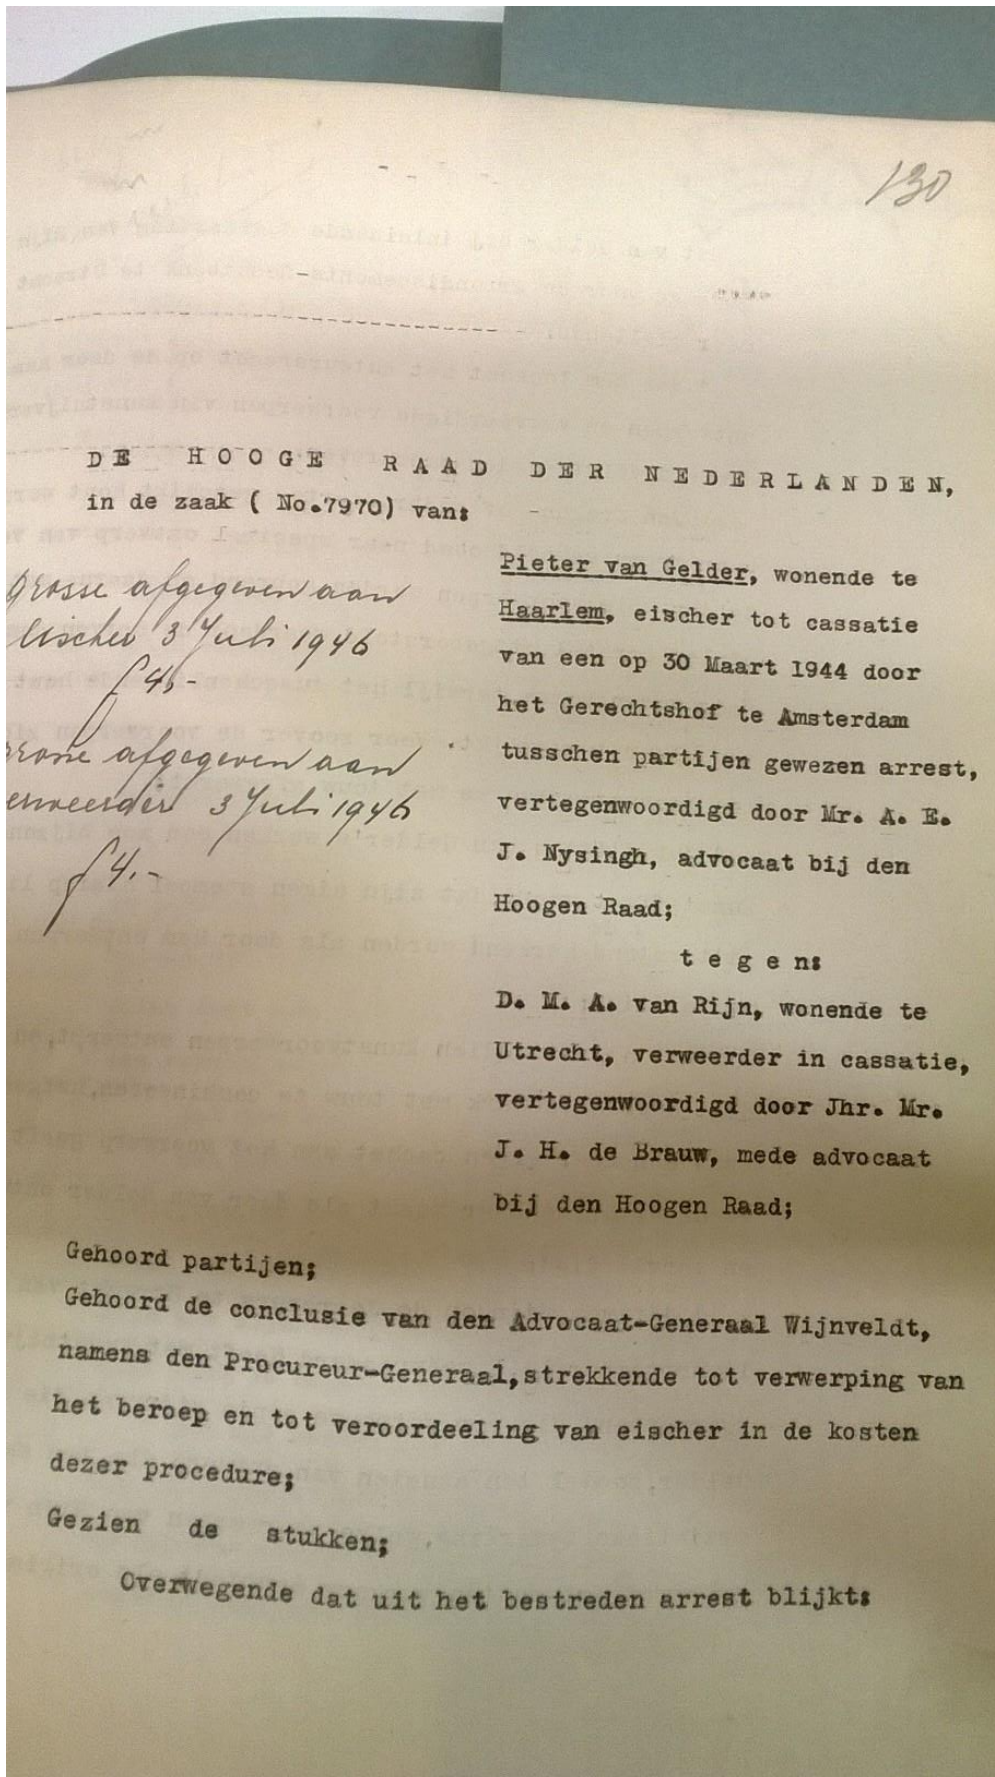 130
DE HOOGE RAAD DER NEDERLANDEN,
in de zaak ( No.7970) van:
Pieter van Gelder, wonende te
Haarlem, eischer tot cassatie
van een op 30 Maart 1944 door
het Gerechtshof te Amsterdam
tusschen partijen gewezen arrest,
vertegenwoordigd door Mr. A. E.
J. Nysingh, advocaat bij den
Hoogen Raad;
tegen:
D. M. A. van Rijn, wonende te
Utrecht, verweerder in cassatie,
vertegenwoordigd door Jhr. Mr.
J. H. de Brauw, mede advocaat
bij den Hoogen Raad;
grosse afgegeven aan
eischer 3 Juli 1946
f 4,-
afgegeven aan
3 Juli 1946
f 4.-
Gehoord partijen;
Gehoord de conclusie van den Advocaat-Generaal Wijnveldt,
namens den Procureur-Generaal, strekkende tot verwerping van
het beroep en tot veroordeeling van eischer in de kosten
dezer procedure;
Gezien de stukken;
Overwegende dat uit het bestreden arrest blijkt: